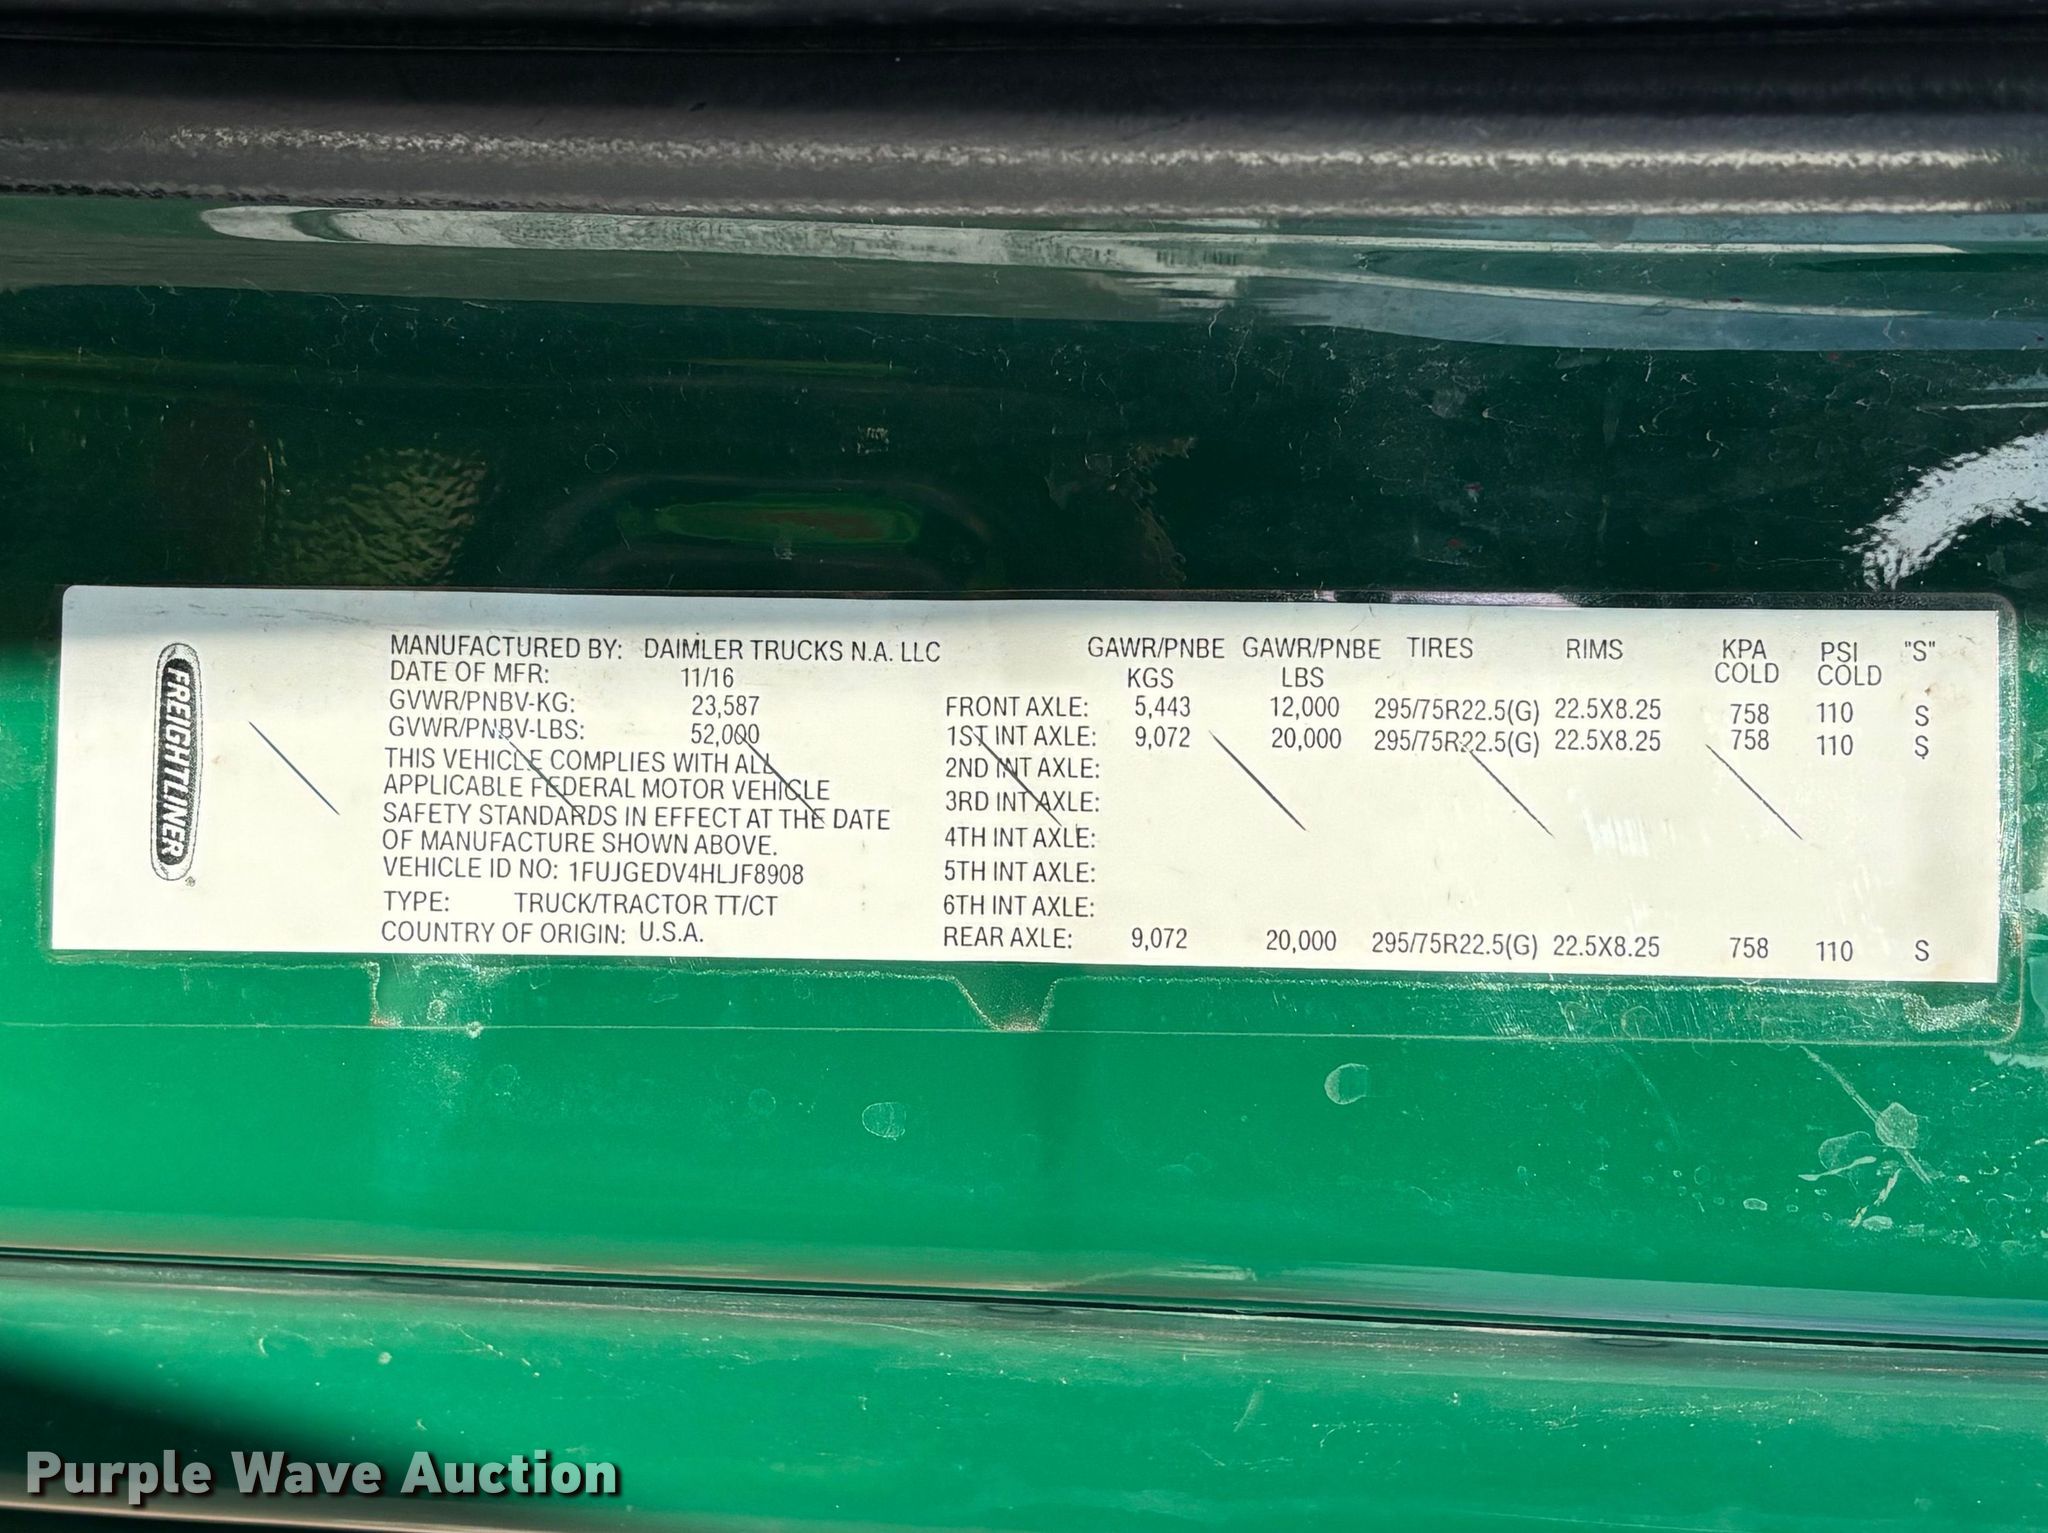 FREIGHTLINER®
MANUFACTURED BY: DAIMLER TRUCKS N.A. LLC
DATE OF MFR: 11/16
GVWR/PNBV-KG: 23,587
GVWR/PNBV-LBS: 52,000
THIS VEHICLE COMPLIES WITH ALL
APPLICABLE FEDERAL MOTOR VEHICLE
SAFETY STANDARDS IN EFFECT AT THE DATE
OF MANUFACTURE SHOWN ABOVE.
VEHICLE ID NO: 1FUJGEDV4HLJF8908
TYPE: TRUCK/TRACTOR TT/CT
COUNTRY OF ORIGIN: U.S.A.
GAWR/PNBE GAWR/PNBE TIRES RIMS KPA PSI "S"
KGS LBS COLD COLD
FRONT AXLE: 5,443 12,000 295/75R22.5(G) 22.5X8.25 758 110 S
1ST INT AXLE: 9,072 20,000 295/75R22.5(G) 22.5X8.25 758 110 S
2ND INT AXLE:
3RD INT AXLE:
4TH INT AXLE:
5TH INT AXLE:
6TH INT AXLE:
REAR AXLE: 9,072 20,000 295/75R22.5(G) 22.5X8.25 758 110 S
Purple Wave Auction